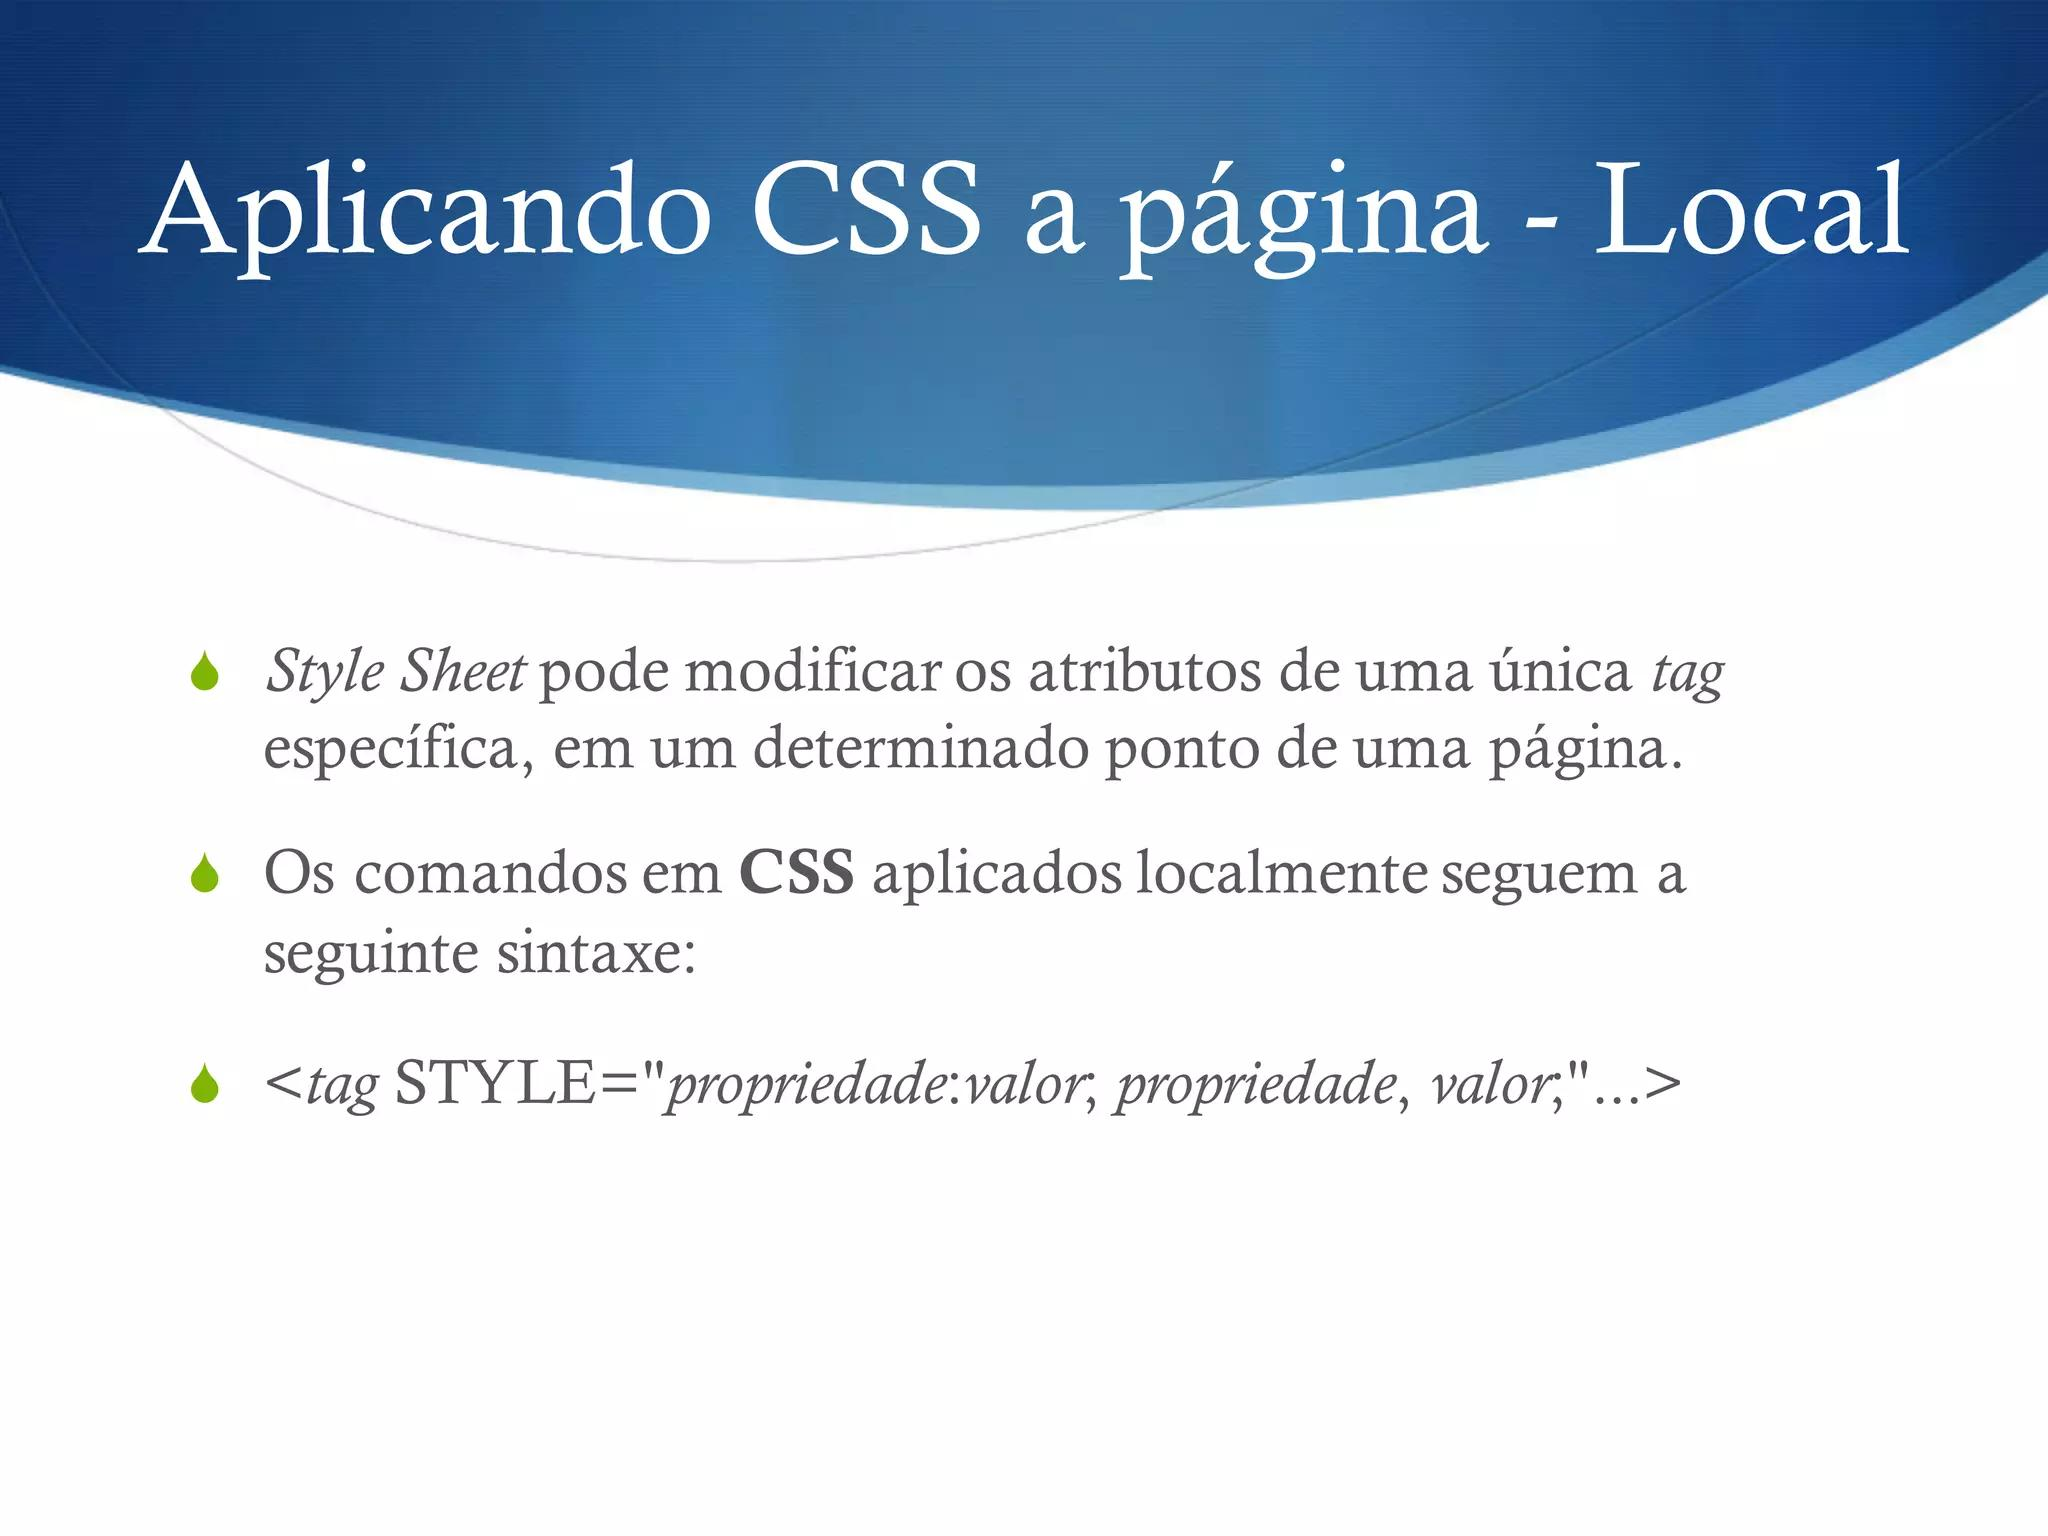 Aplicando CSS a página - Local
Style Sheet pode modificar os atributos de uma única tag
específica, em um determinado ponto de uma página.
Os comandos em CSS aplicados localmente seguem a
seguinte sintaxe:
<tag STYLE="propriedade:valor; propriedade, valor;"...>